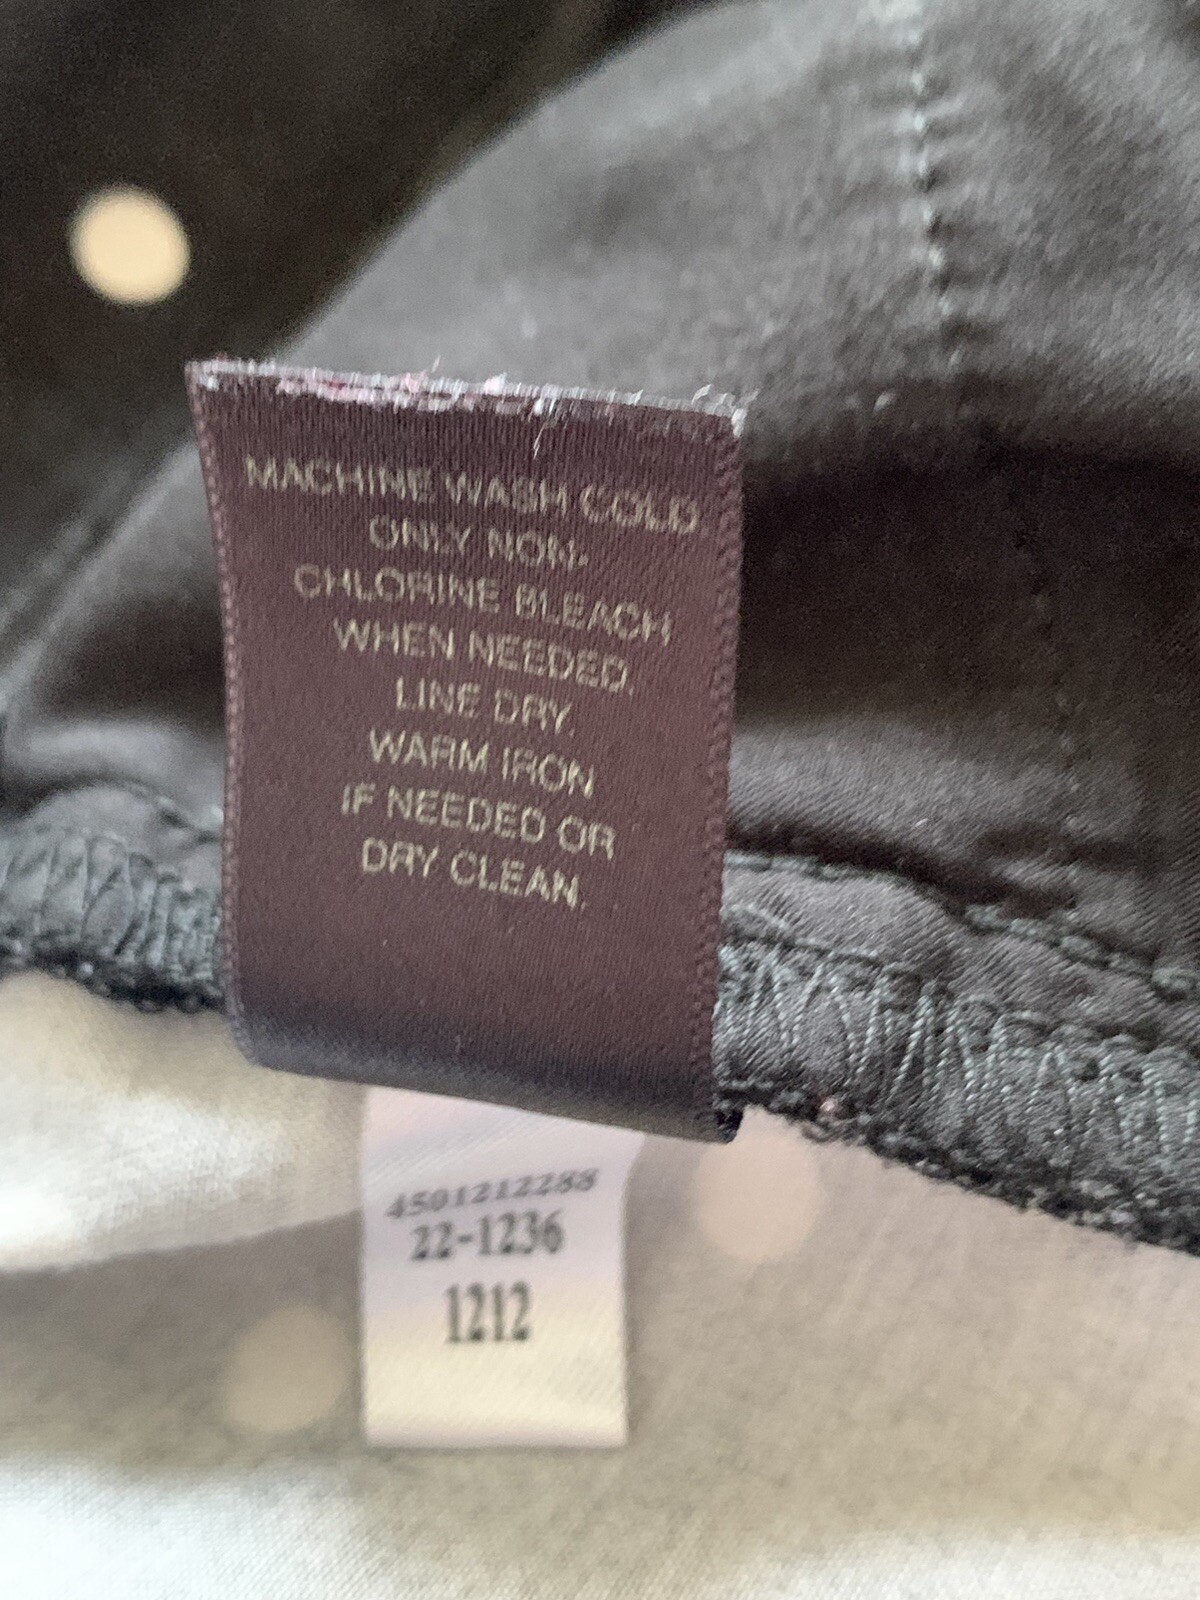 MACHINE WASH COLD
ONLY NON-
CHLORINE BLEACH
WHEN NEEDED.
LINE DRY.
WARM IRON
IF NEEDED OR
DRY CLEAN.
4501212288
22-1236
1212